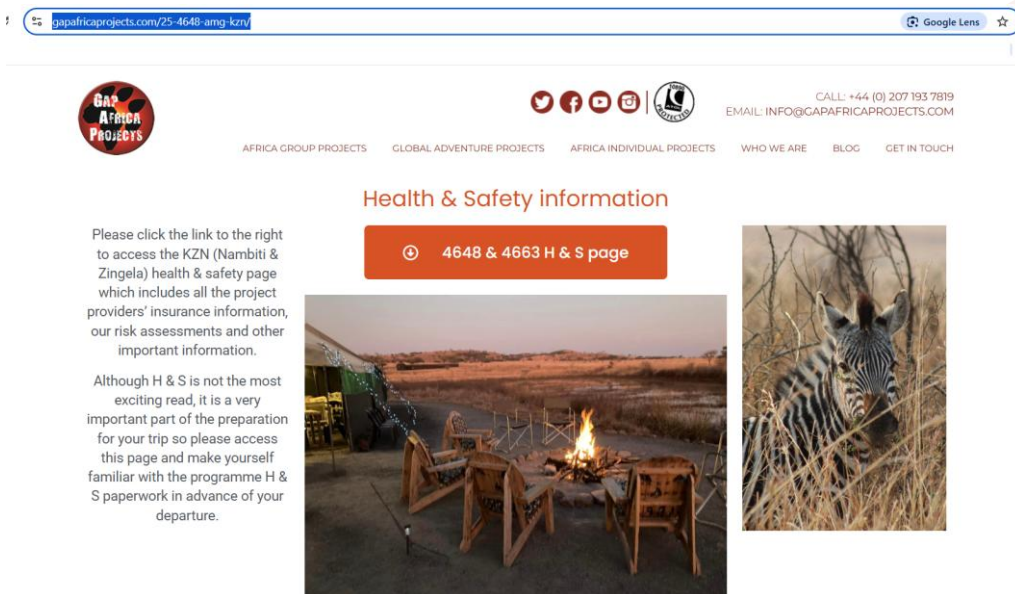 gapafricaprojects.com/25-4648-amg-kzn/
Google Lens
GAP
AFRICA
PROJECTS
PROTECTED
CALL: +44 (0) 207 193 7819
EMAIL: INFO@GAPAFRICAPROJECTS.COM
AFRICA GROUP PROJECTS
GLOBAL ADVENTURE PROJECTS
AFRICA INDIVIDUAL PROJECTS
WHO WE ARE
BLOG
GET IN TOUCH
Health & Safety information
Please click the link to the right
to access the KZN (Nambiti &
Zingela) health & safety page
which includes all the project
providers' insurance information,
our risk assessments and other
important information.
Although H & S is not the most
exciting read, it is a very
important part of the preparation
for your trip so please access
this page and make yourself
familiar with the programme H &
S paperwork in advance of your
departure.
4648 & 4663 H & S page